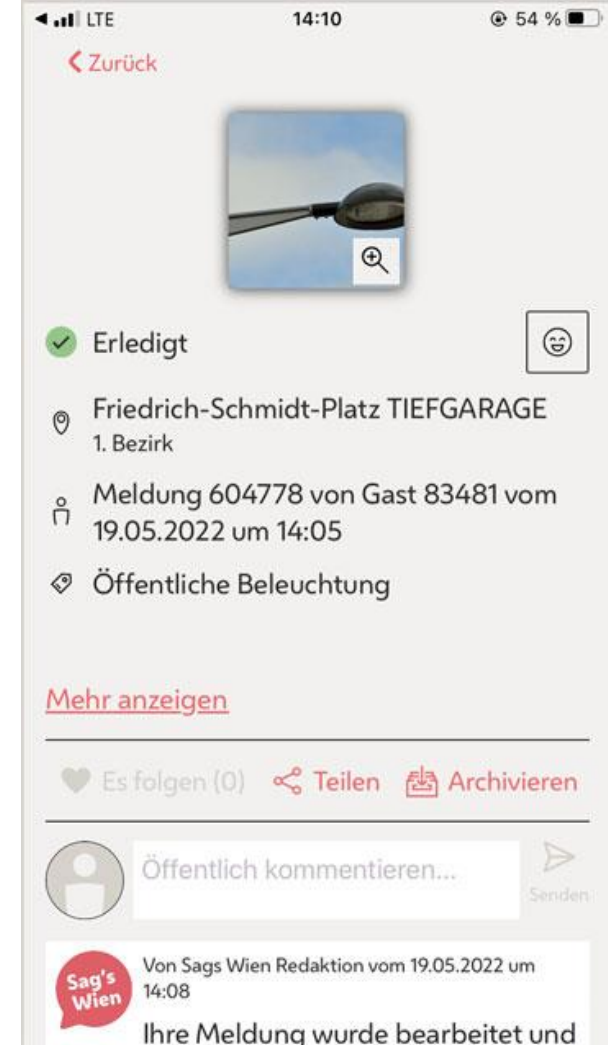 LTE 14:10 54 %
Zurück
Erledigt
Friedrich-Schmidt-Platz TIEFGARAGE
1. Bezirk
Meldung 604778 von Gast 83481 vom
19.05.2022 um 14:05
Öffentliche Beleuchtung
Mehr anzeigen
Es folgen (0) Teilen Archivieren
Öffentlich kommentieren...
Senden
Sag's
Wien
Von Sags Wien Redaktion vom 19.05.2022 um
14:08
Ihre Meldung wurde bearbeitet und